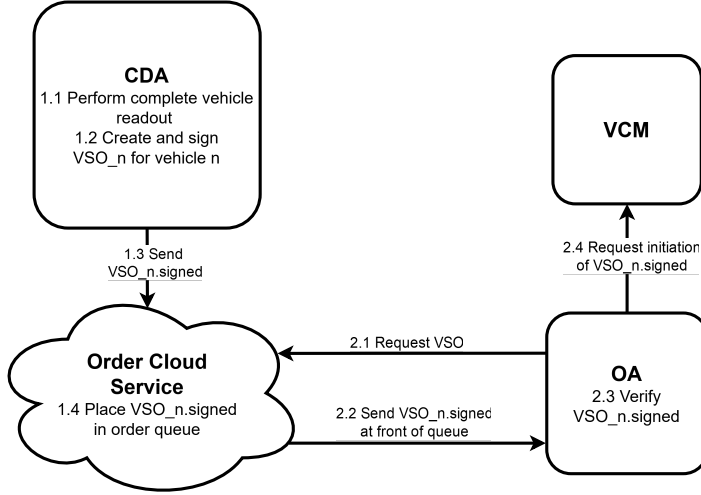 CDA
1.1 Perform complete vehicle
readout
1.2 Create and sign
VSO_n for vehicle n
VCM
1.3 Send
VSO_n.signed
2.4 Request initiation
of VSO_n.signed
2.1 Request VSO
Order Cloud
Service
1.4 Place VSO_n.signed
in order queue
OA
2.3 Verify
VSO_n.signed
2.2 Send VSO_n.signed
at front of queue